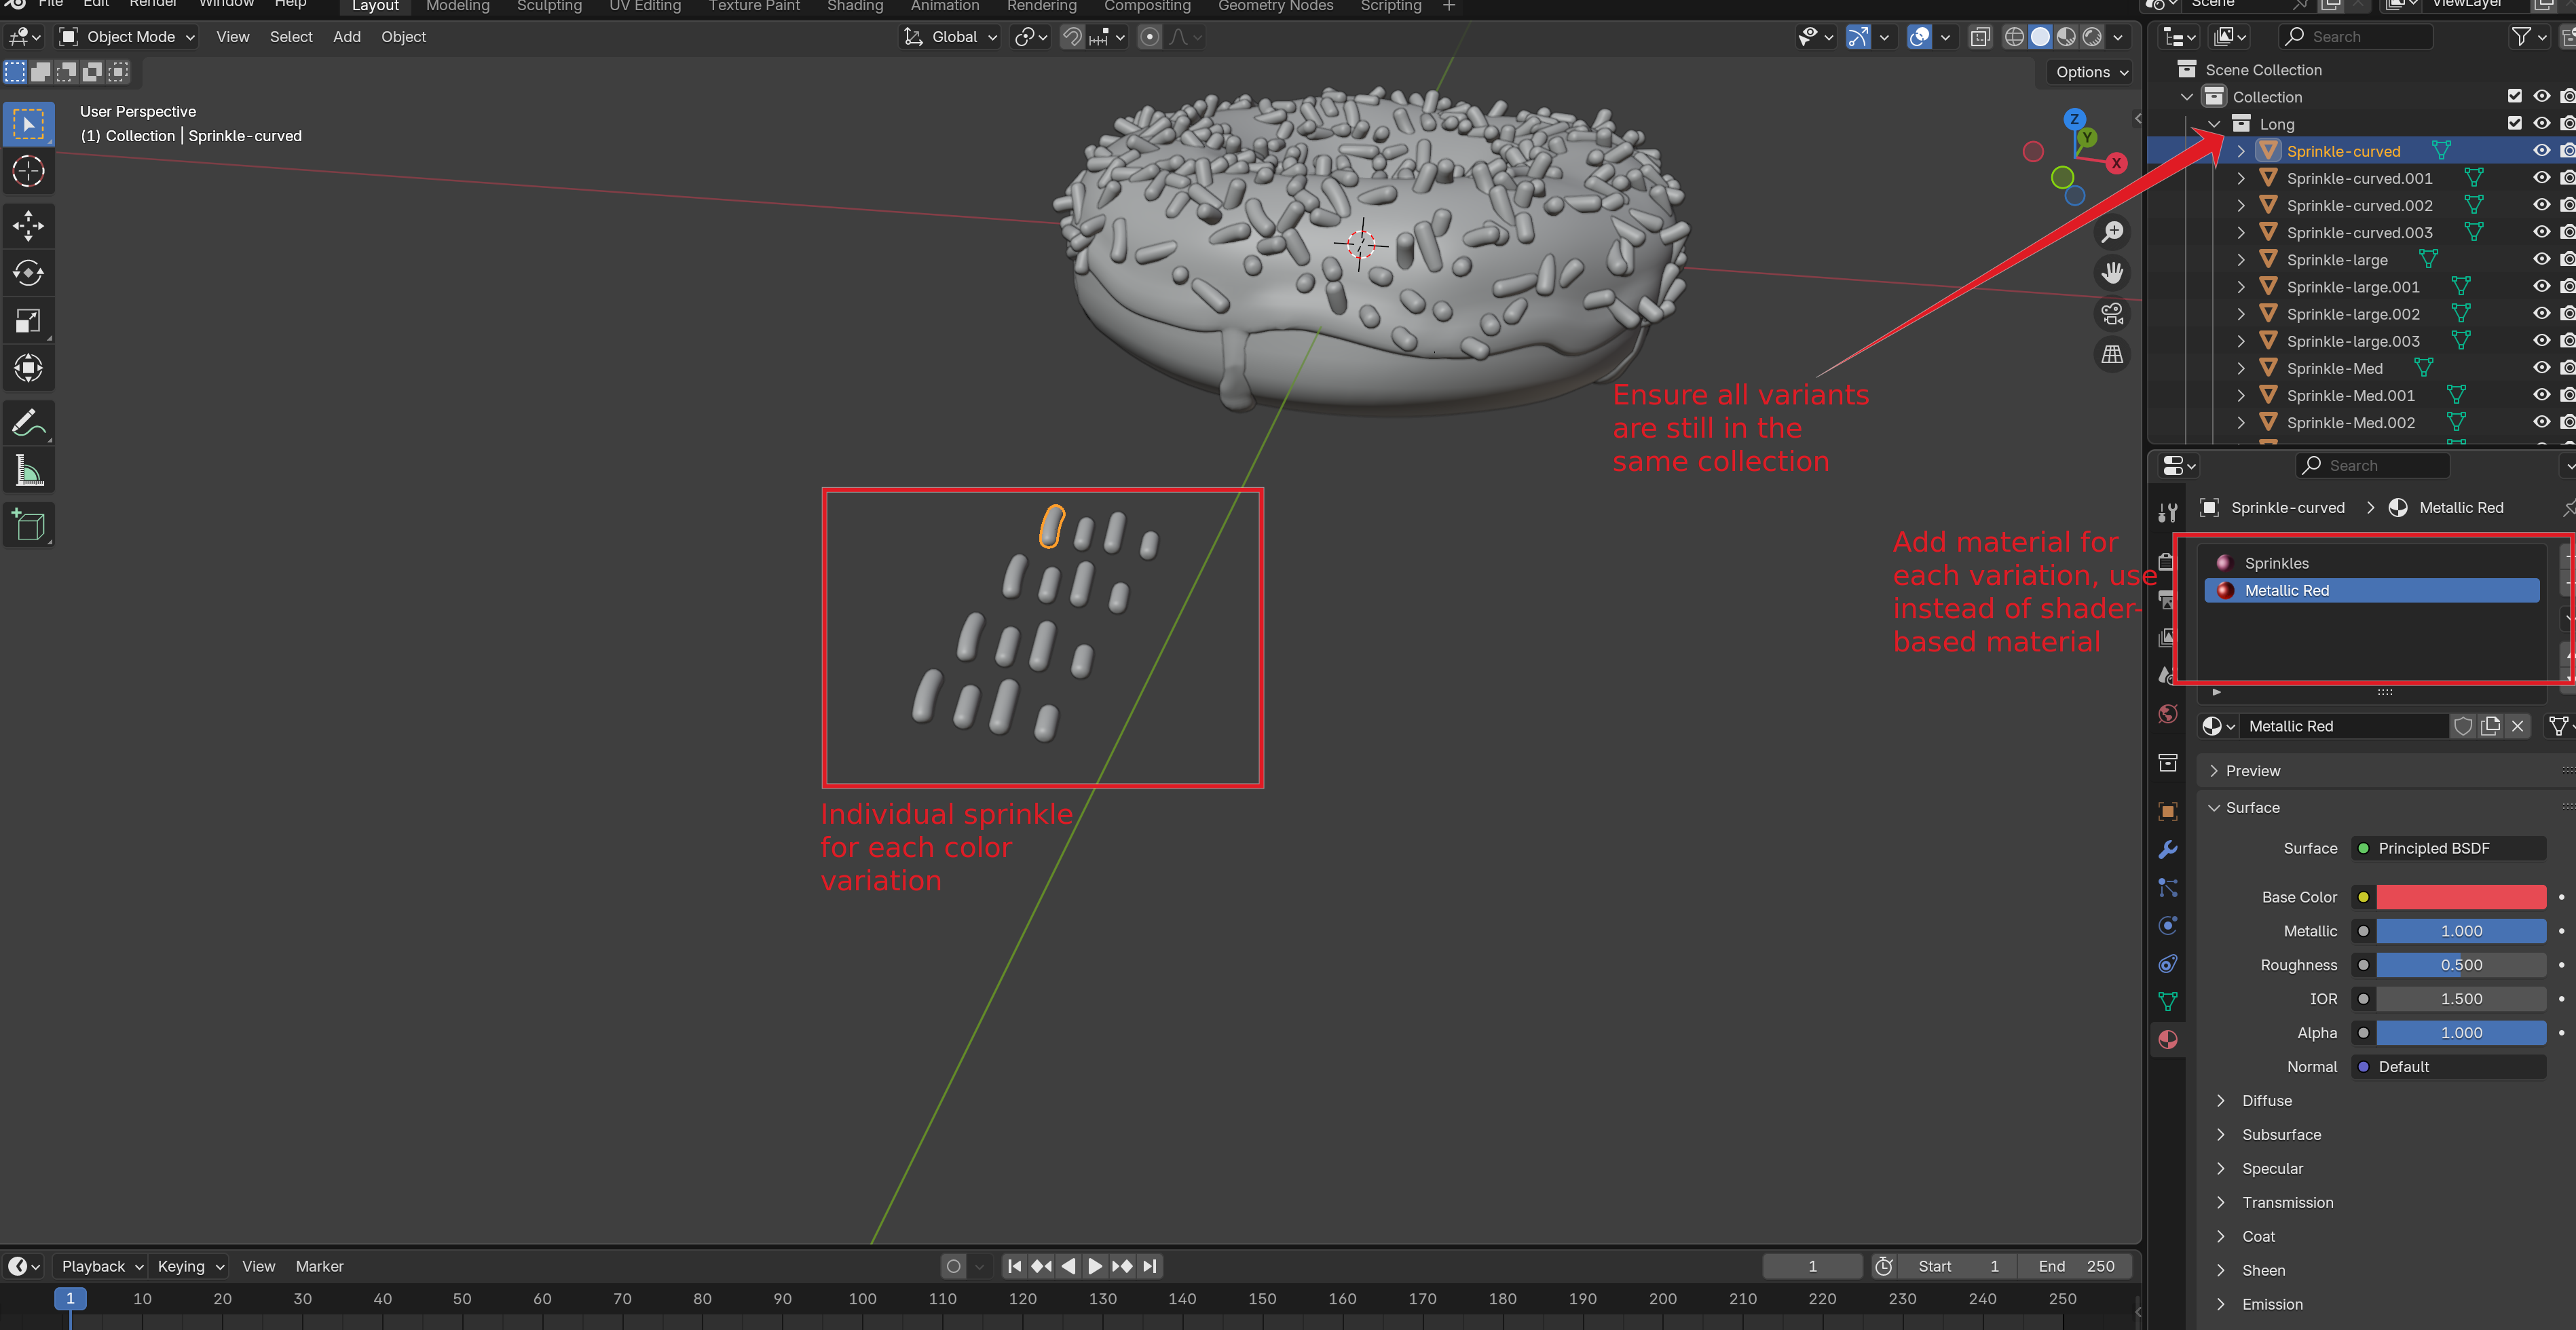 File Edit Render Window Help Layout Modeling Sculpting UV Editing Texture Paint Shading Animation Rendering Compositing Geometry Nodes Scripting + Scene ViewLayer
Object Mode View Select Add Object Global Search
Options
User Perspective
(1) Collection | Sprinkle-curved
Z
Y
X
Scene Collection
Collection
Long
Sprinkle-curved
Sprinkle-curved.001
Sprinkle-curved.002
Sprinkle-curved.003
Sprinkle-large
Sprinkle-large.001
Sprinkle-large.002
Sprinkle-large.003
Sprinkle-Med
Sprinkle-Med.001
Sprinkle-Med.002
Ensure all variants
are still in the
same collection
Search
Sprinkle-curved > Metallic Red
Add material for
each variation, use
instead of shader-
based material
Sprinkles
Metallic Red
Metallic Red
Individual sprinkle
for each color
variation
Preview
Surface
Surface Principled BSDF
Base Color
Metallic 1.000
Roughness 0.500
IOR 1.500
Alpha 1.000
Normal Default
Diffuse
Subsurface
Specular
Transmission
Coat
Sheen
Emission
Playback Keying View Marker 1 Start 1 End 250
1 10 20 30 40 50 60 70 80 90 100 110 120 130 140 150 160 170 180 190 200 210 220 230 240 250